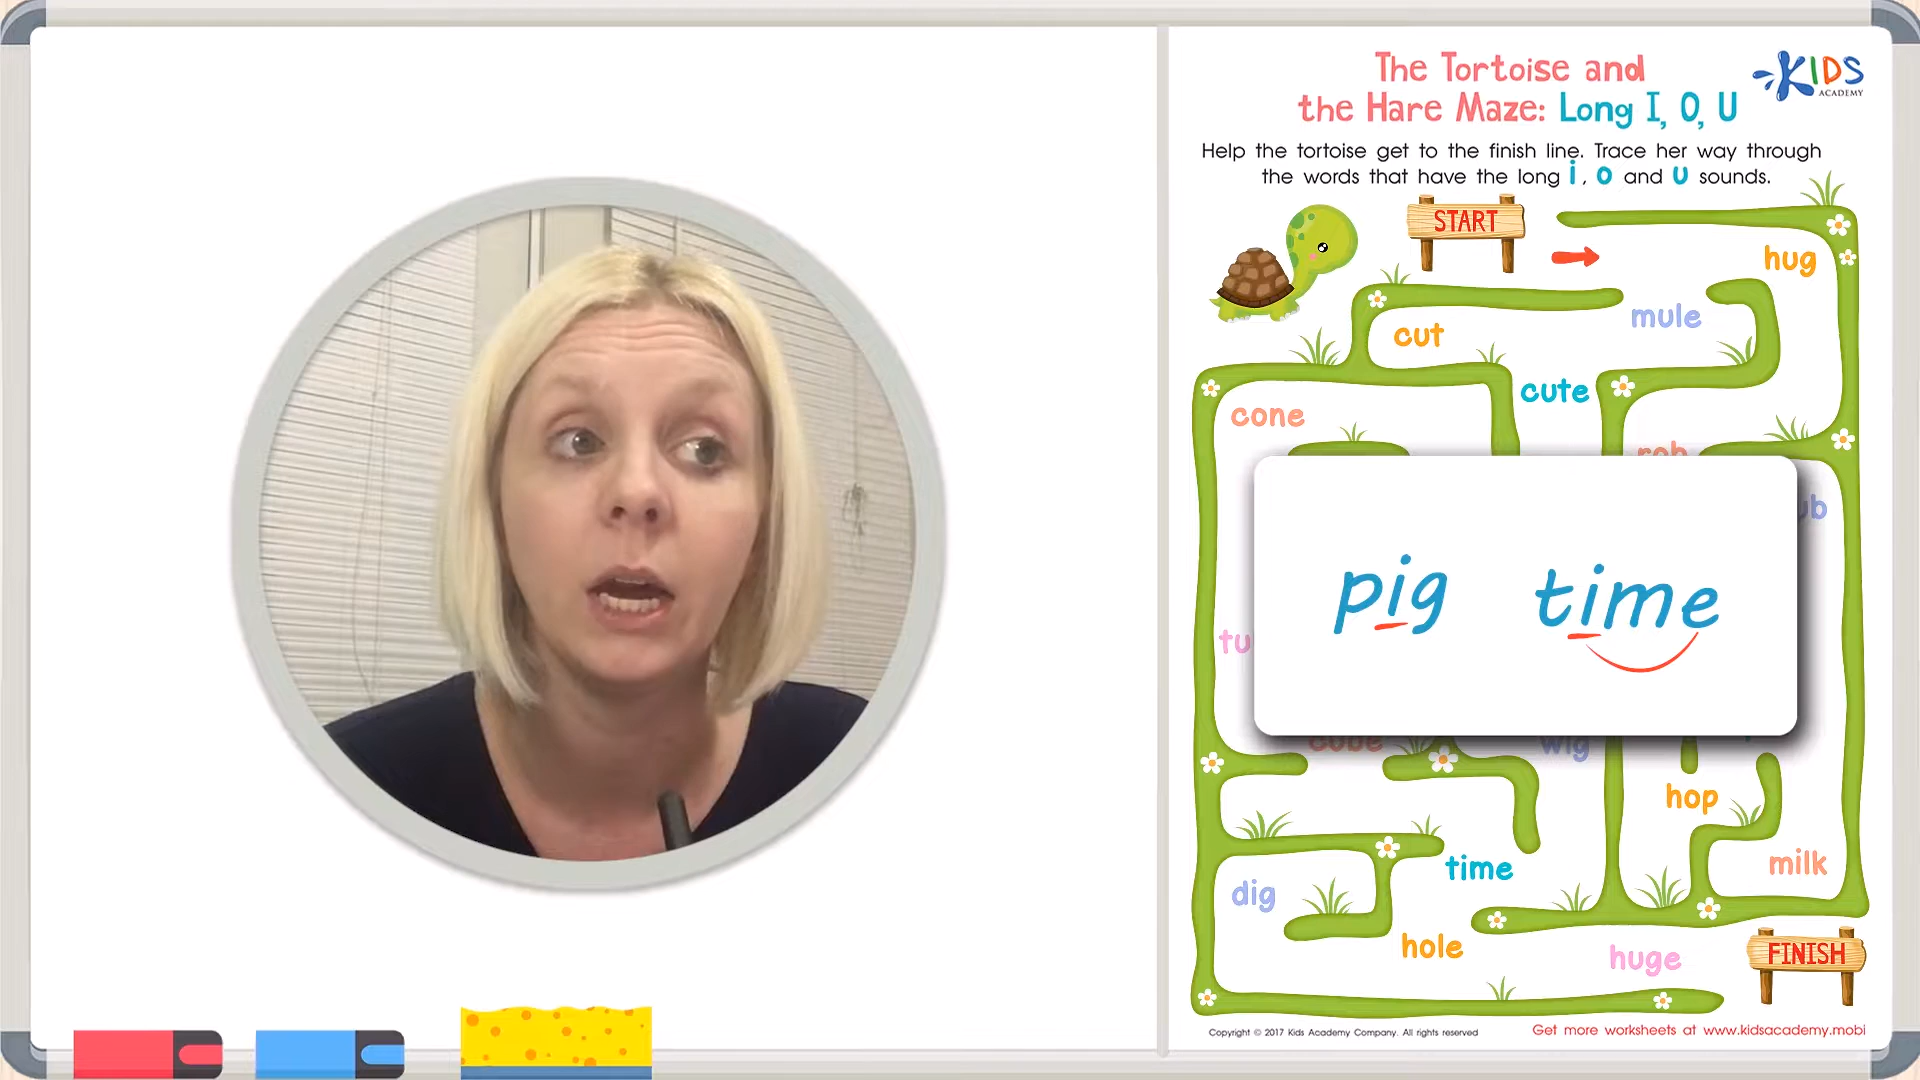 The Tortoise and
the Hare Maze: Long I, O, U
KIDS
ACADEMY
Help the tortoise get to the finish line. Trace her way through
the words that have the long i, o and u sounds.
START
hug
mule
cut
cute
cone
rob
pig time
cube
wig
hop
time
milk
dig
hole
huge
FINISH
Copyright © 2017 Kids Academy Company. All rights reserved
Get more worksheets at www.kidsacademy.mobi